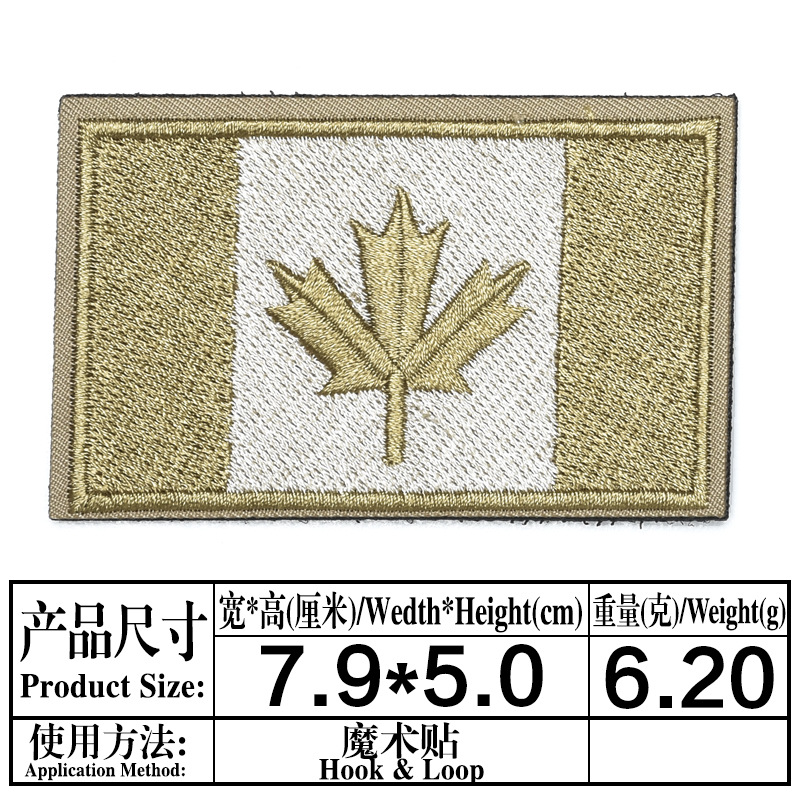 产品尺寸
Product Size:
宽*高(厘米)/Wedth*Height(cm)
7.9*5.0
重量(克)/Weight(g)
6.20
使用方法:
Application Method:
魔术贴
Hook & Loop